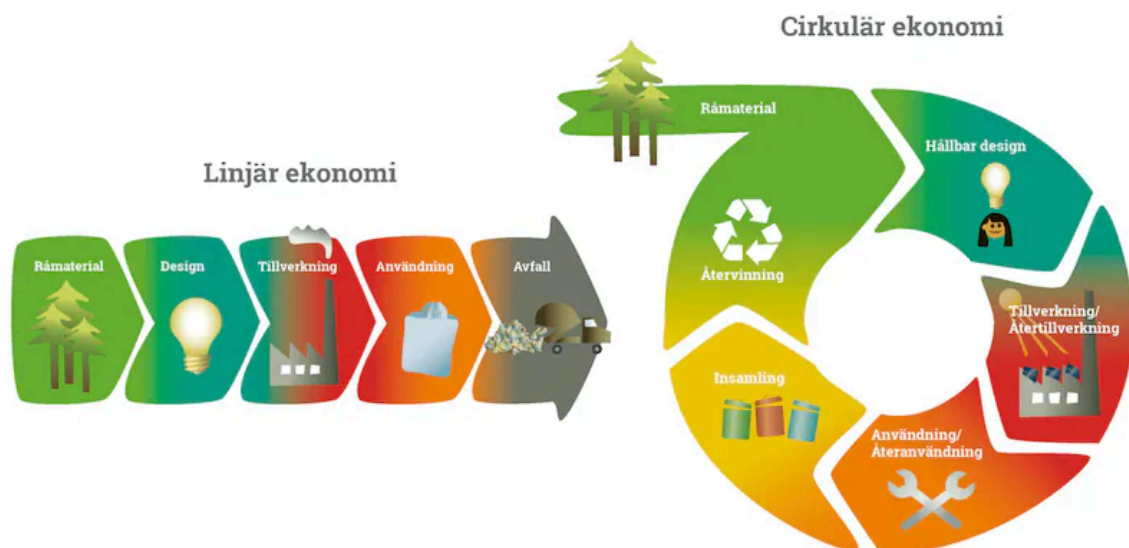 Linjär ekonomi
Råmaterial
Design
Tillverkning
Användning
Avfall
Cirkulär ekonomi
Råmaterial
Hållbar design
Tillverkning/
Återtillverkning
Användning/
Återanvändning
Insamling
Återvinning